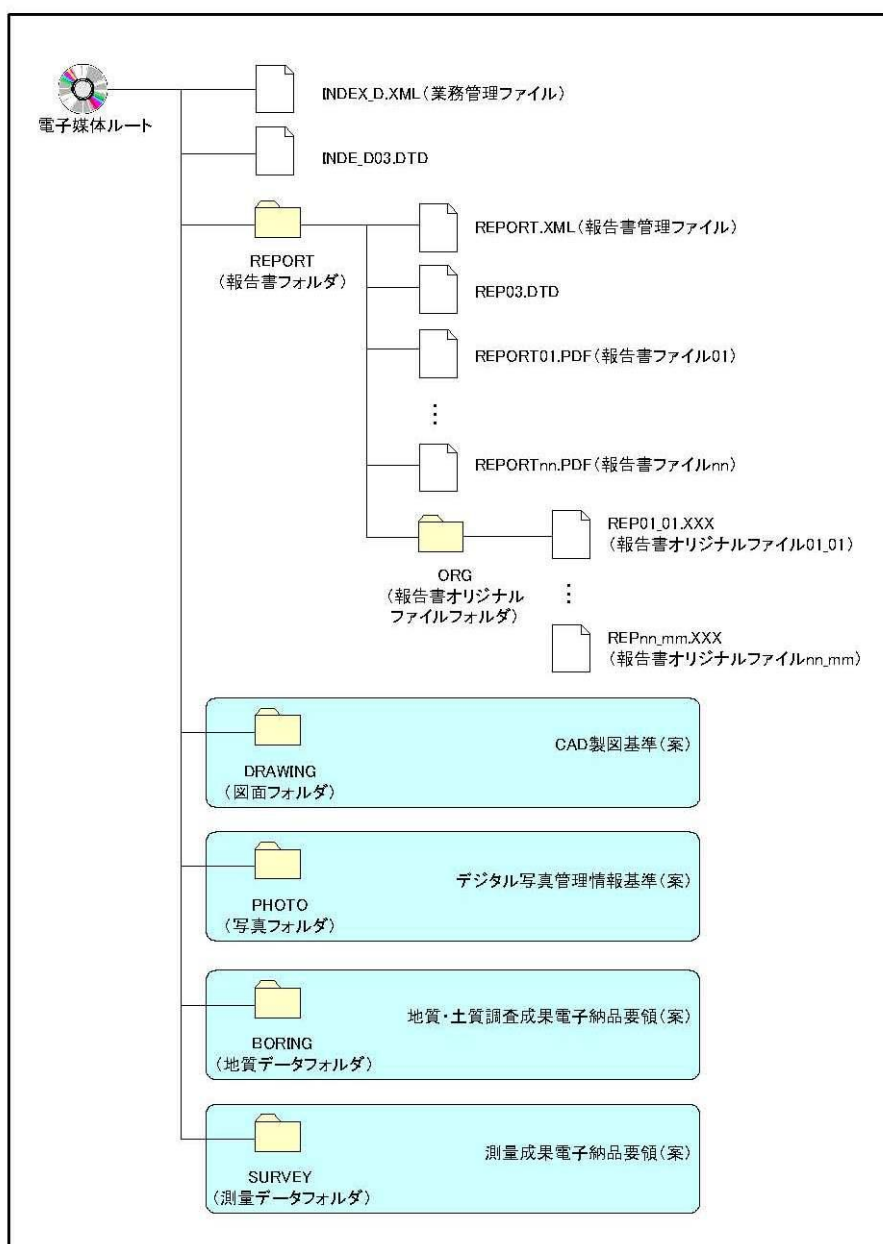 電子媒体ルート
INDEX_D.XML(業務管理ファイル)
INDE_D03.DTD
REPORT
(報告書フォルダ)
REPORT.XML(報告書管理ファイル)
REP03.DTD
REPORT01.PDF(報告書ファイル01)
⋮
REPORTnn.PDF(報告書ファイルnn)
ORG
(報告書オリジナル
ファイルフォルダ)
REP01_01.XXX
(報告書オリジナルファイル01_01)
⋮
REPnn_mm.XXX
(報告書オリジナルファイルnn_mm)
DRAWING
(図面フォルダ)
CAD製図基準(案)
PHOTO
(写真フォルダ)
デジタル写真管理情報基準(案)
BORING
(地質データフォルダ)
地質・土質調査成果電子納品要領(案)
SURVEY
(測量データフォルダ)
測量成果電子納品要領(案)